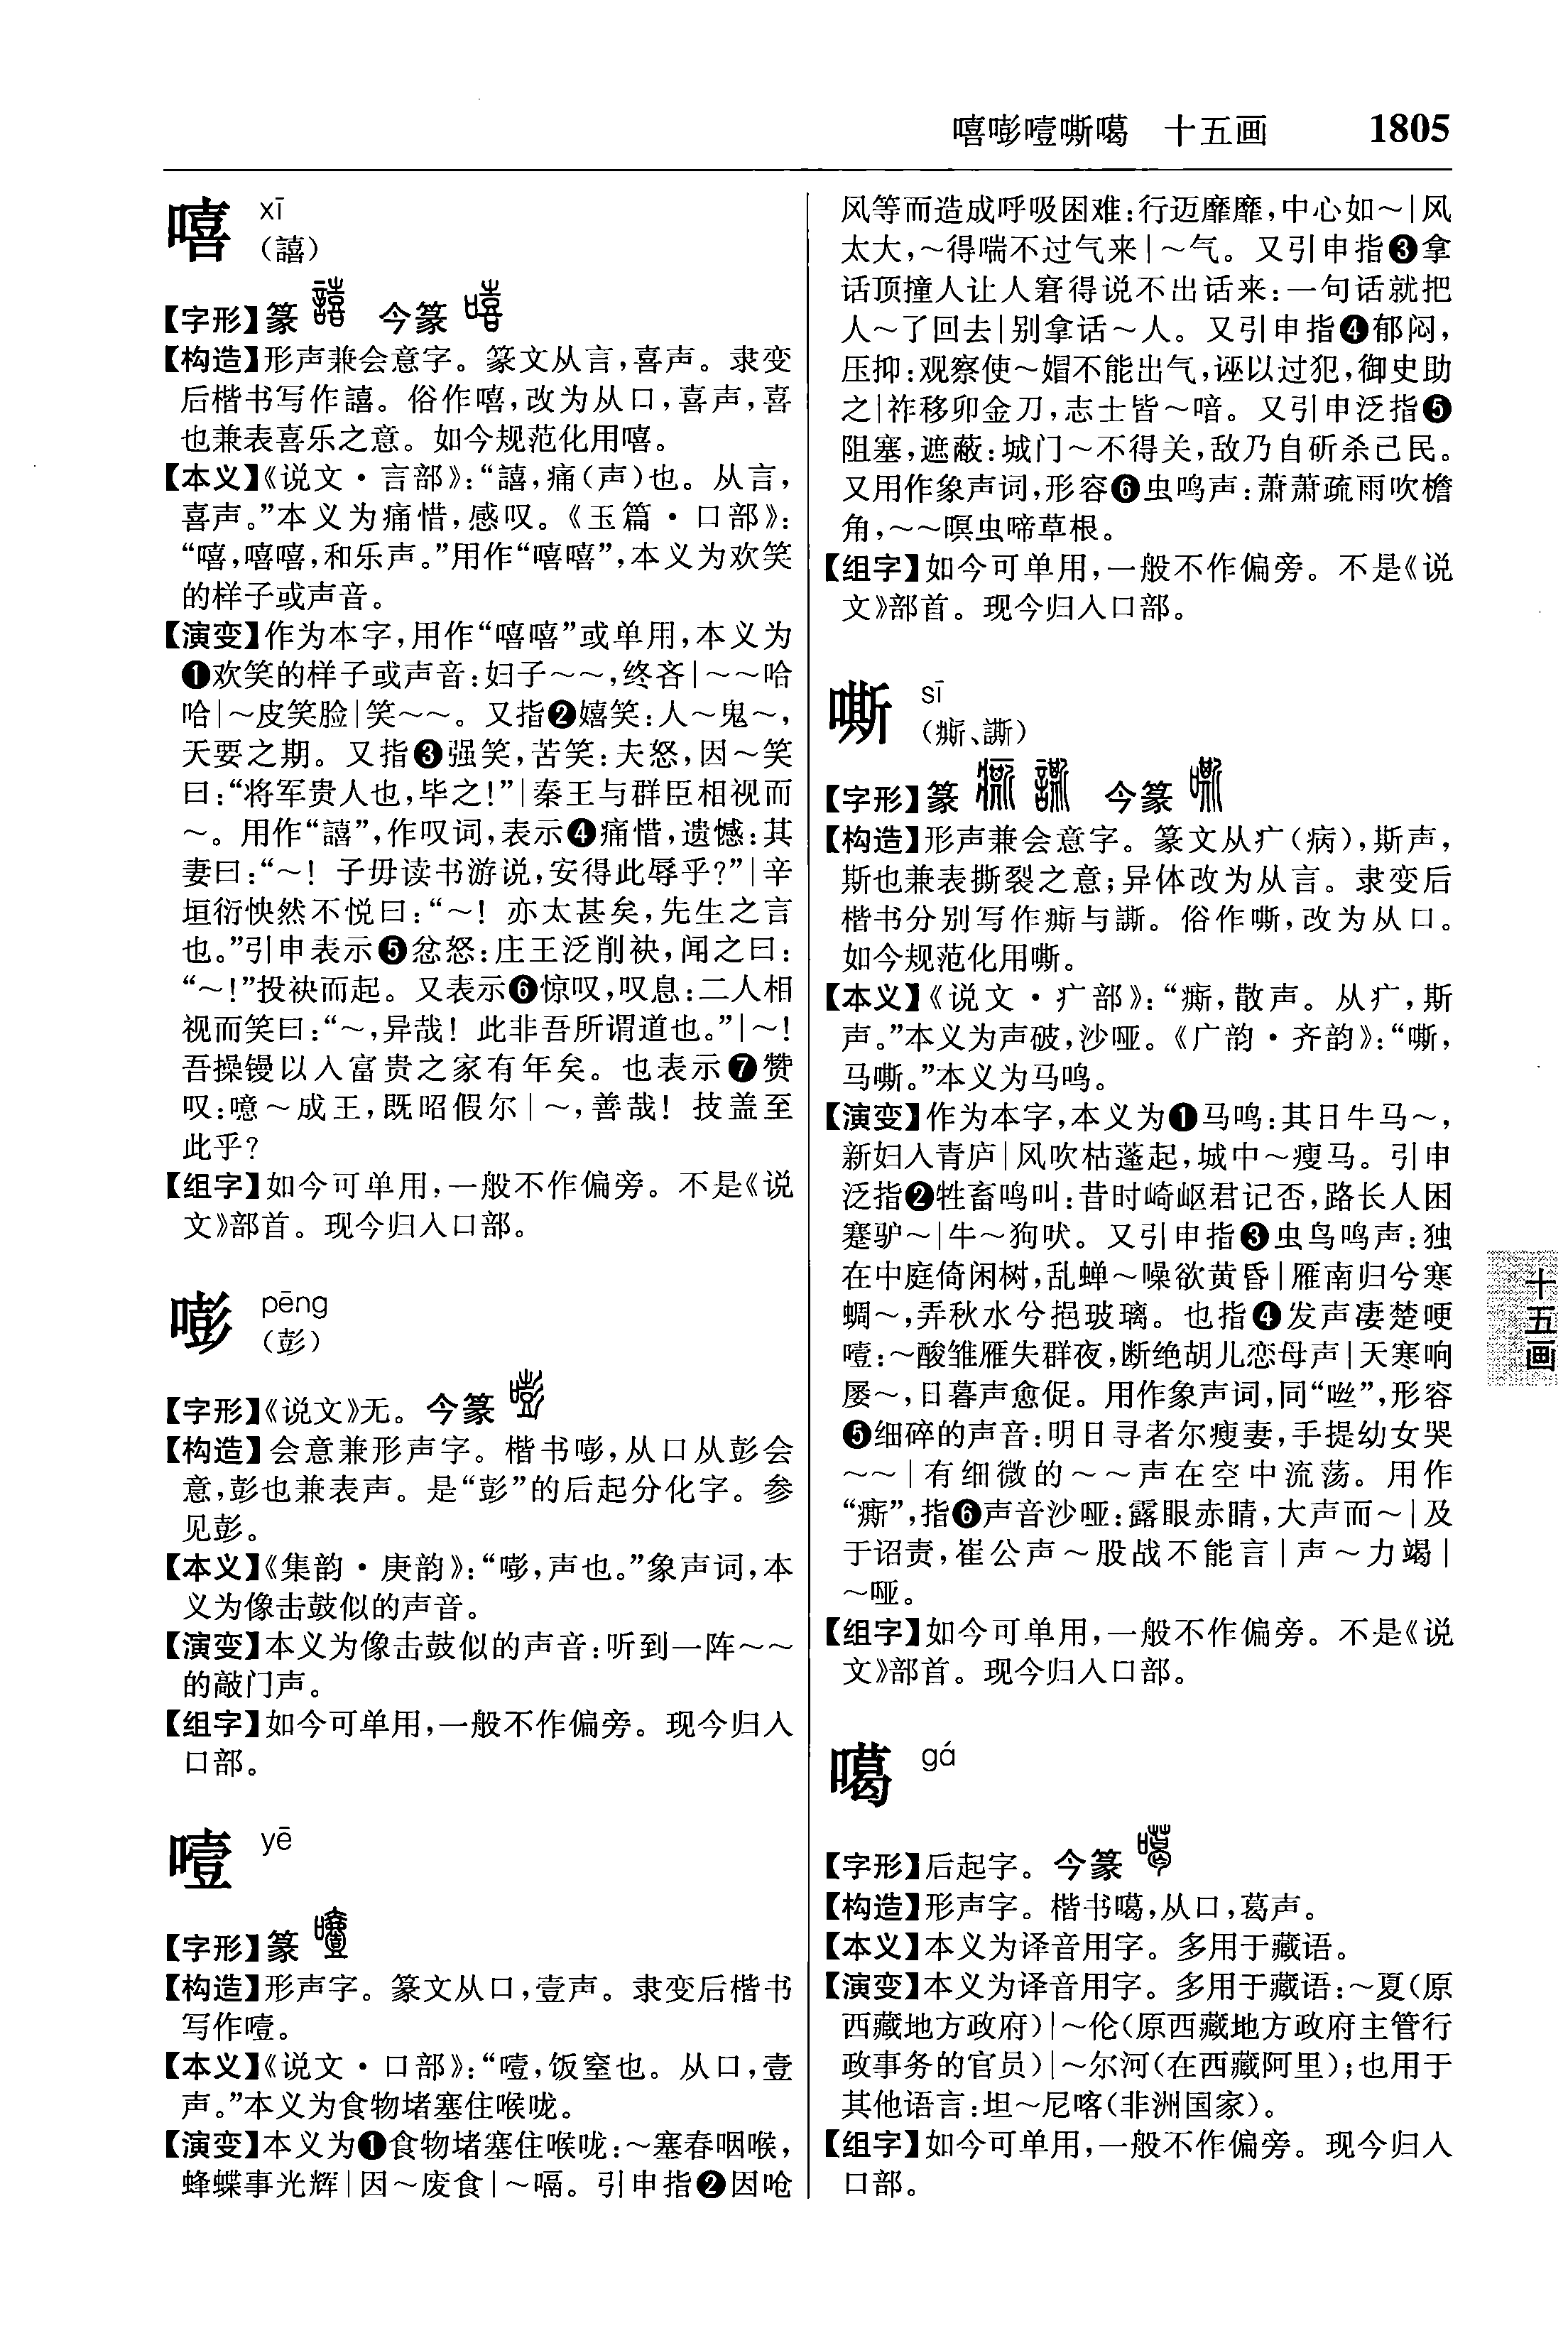 嘻嘭噎嘶噶 十五画 1805
嘻 xī
（譆）
【字形】篆 今篆
【构造】形声兼会意字。篆文从言，喜声。隶变
后楷书写作譆。俗作嘻，改为从口，喜声，喜
也兼表喜乐之意。如今规范化用嘻。
【本义】《说文·言部》：“譆，痛（声）也。从言，
喜声。”本义为痛惜，感叹。《玉篇·口部》：
“嘻，嘻嘻，和乐声。”用作“嘻嘻”，本义为欢笑
的样子或声音。
【演变】作为本字，用作“嘻嘻”或单用，本义为
❶欢笑的样子或声音：妇子～～，终吝|～～哈
哈|～皮笑脸|笑～～。又指❷嬉笑：人～鬼～，
天要之期。又指❸强笑，苦笑：夫怒，因～笑
曰：“将军贵人也，毕之！”|秦王与群臣相视而
～。用作“譆”，作叹词，表示❹痛惜，遗憾：其
妻曰：“～！子毋读书游说，安得此辱乎？”|辛
垣衍怏然不悦曰：“～！亦太甚矣，先生之言
也。”引申表示❺忿怒：庄王泛削袂，闻之曰：
“～！”投袂而起。又表示❻惊叹，叹息：二人相
视而笑曰：“～，异哉！此非吾所谓道也。”|～！
吾操镘以入富贵之家有年矣。也表示❼赞
叹：噫～成王，既昭假尔|～，善哉！技盖至
此乎？
【组字】如今可单用，一般不作偏旁。不是《说
文》部首。现今归入口部。
嘭 pēng
（彭）
【字形】《说文》无。今篆
【构造】会意兼形声字。楷书嘭，从口从彭会
意，彭也兼表声。是“彭”的后起分化字。参
见彭。
【本义】《集韵·庚韵》：“嘭，声也。”象声词，本
义为像击鼓似的声音。
【演变】本义为像击鼓似的声音：听到一阵～～
的敲门声。
【组字】如今可单用，一般不作偏旁。现今归入
口部。
噎 yē
【字形】篆
【构造】形声字。篆文从口，壹声。隶变后楷书
写作噎。
【本义】《说文·口部》：“噎，饭窒也。从口，壹
声。”本义为食物堵塞住喉咙。
【演变】本义为❶食物堵塞住喉咙：～塞春咽喉，
蜂蝶事光辉|因～废食|～嗝。引申指❷因呛
风等而造成呼吸困难：行迈靡靡，中心如～|风
太大，～得喘不过气来|～气。又引申指❸拿
话顶撞人让人窘得说不出话来：一句话就把
人～了回去|别拿话～人。又引申指❹郁闷，
压抑：观察使～媢不能出气，诬以过犯，御史助
之|祚移卯金刀，志士皆～喑。又引申泛指❺
阻塞，遮蔽：城门～不得关，敌乃自斫杀己民。
又用作象声词，形容❻虫鸣声：萧萧疏雨吹檐
角，～～暝虫啼草根。
【组字】如今可单用，一般不作偏旁。不是《说
文》部首。现今归入口部。
嘶 sī
（㾷、謕）
【字形】篆 今篆
【构造】形声兼会意字。篆文从疒（病），斯声，
斯也兼表撕裂之意；异体改为从言。隶变后
楷书分别写作㾷与。俗作嘶，改为从口。
如今规范化用嘶。
【本义】《说文·疒部》：“㾷，散声。从疒，斯
声。”本义为声破，沙哑。《广韵·齐韵》：“嘶，
马嘶。”本义为马鸣。
【演变】作为本字，本义为❶马鸣：其日牛马～，
新妇入青庐|风吹枯蓬起，城中～瘦马。引申
泛指❷牲畜鸣叫：昔时崎岖君记否，路长人困
蹇驴～|牛～狗吠。又引申指❸虫鸟鸣声：独
在中庭倚闲树，乱蝉～噪欲黄昏|雁南归兮寒
蜩～，弄秋水兮挹玻璃。也指❹发声凄楚哽
噎：～酸雏雁失群夜，断绝胡儿恋母声|天寒响
屡～，日暮声愈促。用作象声词，同“咝”，形容
❺细碎的声音：明日寻者尔瘦妻，手提幼女哭
～～|有细微的～～声在空中流荡。用作
“㾷”，指❻声音沙哑：露眼赤睛，大声而～|及
于诏责，崔公声～股战不能言|声～力竭|
～哑。
【组字】如今可单用，一般不作偏旁。不是《说
文》部首。现今归入口部。
噶 gá
【字形】后起字。今篆
【构造】形声字。楷书噶，从口，葛声。
【本义】本义为译音用字。多用于藏语。
【演变】本义为译音用字。多用于藏语：～夏（原
西藏地方政府）|～伦（原西藏地方政府主管行
政事务的官员）|～尔河（在西藏阿里）；也用于
其他语言：坦～尼喀（非洲国家）。
【组字】如今可单用，一般不作偏旁。现今归入
口部。
十五画